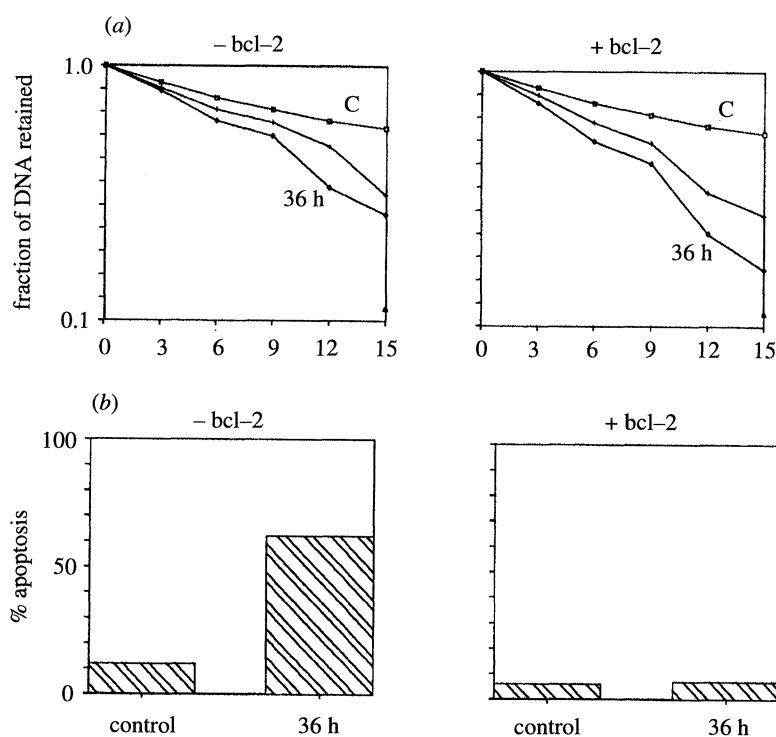 (a)
– bcl–2
+ bcl–2
fraction of DNA retained
1.0
0.1
C
36 h
0 3 6 9 12 15
C
36 h
0 3 6 9 12 15
(b)
– bcl–2
+ bcl–2
% apoptosis
100
50
0
control 36 h
control 36 h